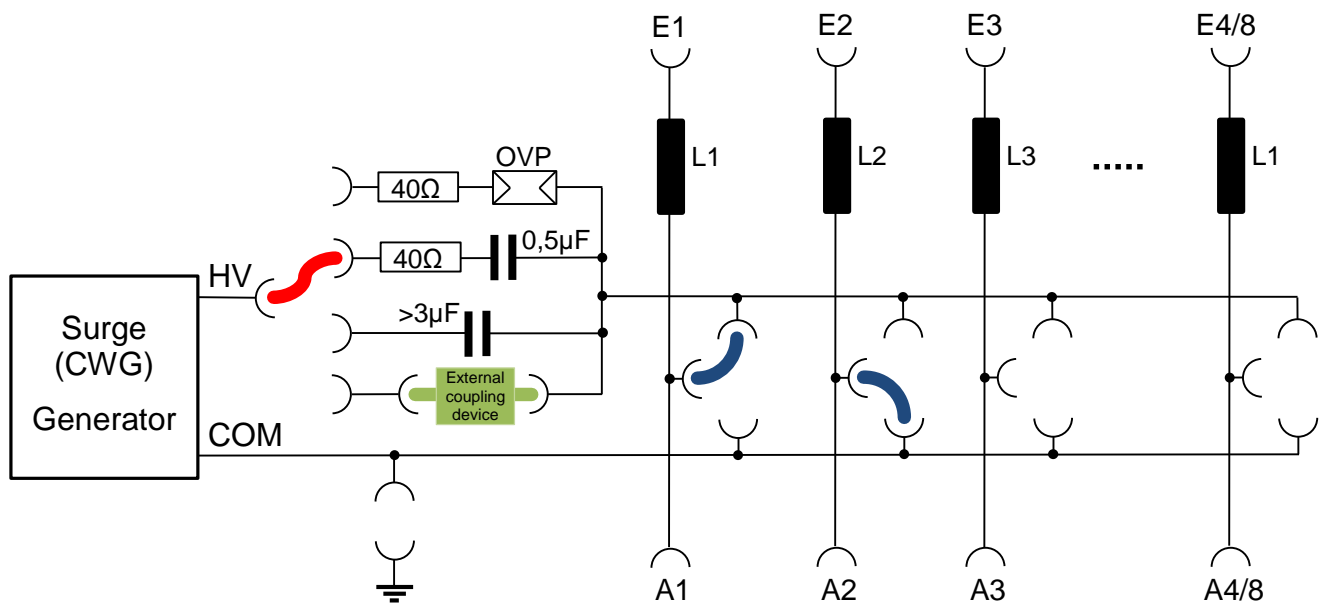 E1
E2
E3
E4/8
L1
L2
L3
.....
L1
OVP
40Ω
0,5µF
40Ω
HV
>3µF
Surge
(CWG)
Generator
External
coupling
device
COM
A1
A2
A3
A4/8